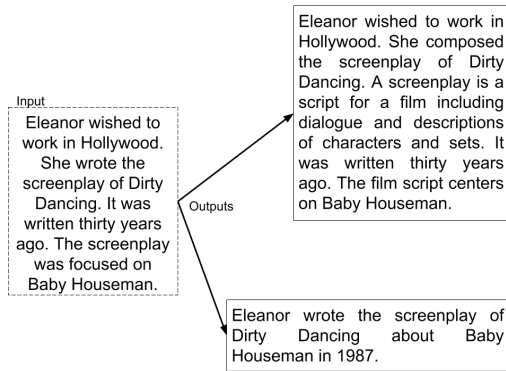 Input
Eleanor wished to
work in Hollywood.
She wrote the
screenplay of Dirty
Dancing. It was
written thirty years
ago. The screenplay
was focused on
Baby Houseman.
Outputs
Eleanor wished to work in
Hollywood. She composed
the screenplay of Dirty
Dancing. A screenplay is a
script for a film including
dialogue and descriptions
of characters and sets. It
was written thirty years
ago. The film script centers
on Baby Houseman.
Eleanor wrote the screenplay of
Dirty Dancing about Baby
Houseman in 1987.